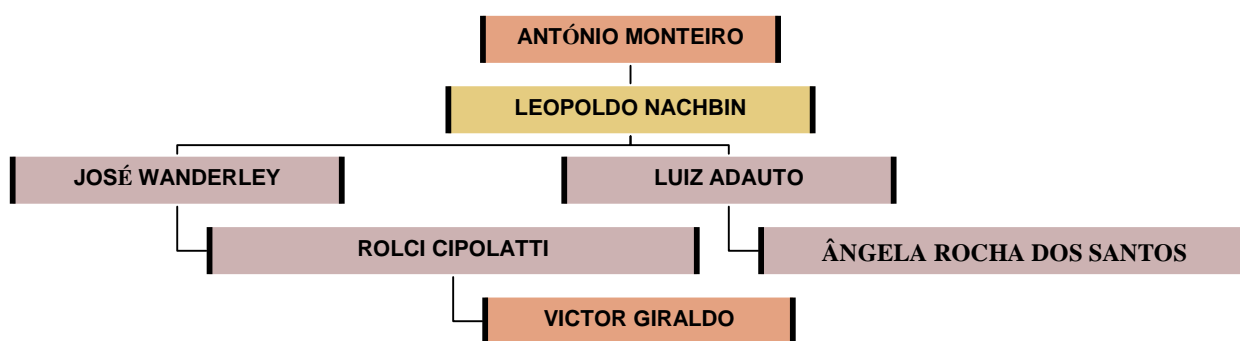 ANTÓNIO MONTEIRO
LEOPOLDO NACHBIN
JOSÉ WANDERLEY
LUIZ ADAUTO
ROLCI CIPOLATTI
ÂNGELA ROCHA DOS SANTOS
VICTOR GIRALDO